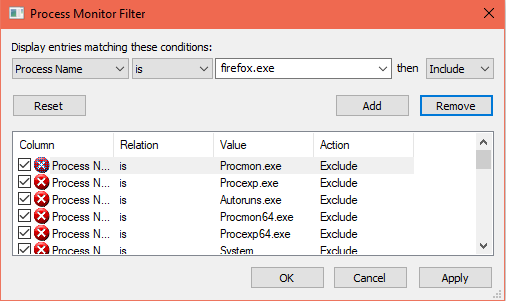 Process Monitor Filter
Display entries matching these conditions:
Process Name is firefox.exe then Include
Reset Add Remove
Column Relation Value Action
Process N... is Procmon.exe Exclude
Process N... is Procexp.exe Exclude
Process N... is Autoruns.exe Exclude
Process N... is Procmon64.exe Exclude
Process N... is Procexp64.exe Exclude
Process N... is System Exclude
OK Cancel Apply